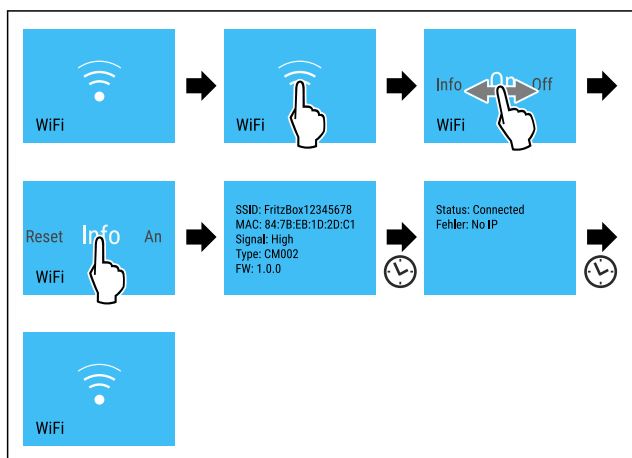 WiFi
WiFi
Info On Off
WiFi
Reset Info An
WiFi
SSID: FritzBox12345678
MAC: 84:7B:EB:1D:2D:C1
Signal: High
Type: CM002
FW: 1.0.0
Status: Connected
Fehler: No IP
WiFi